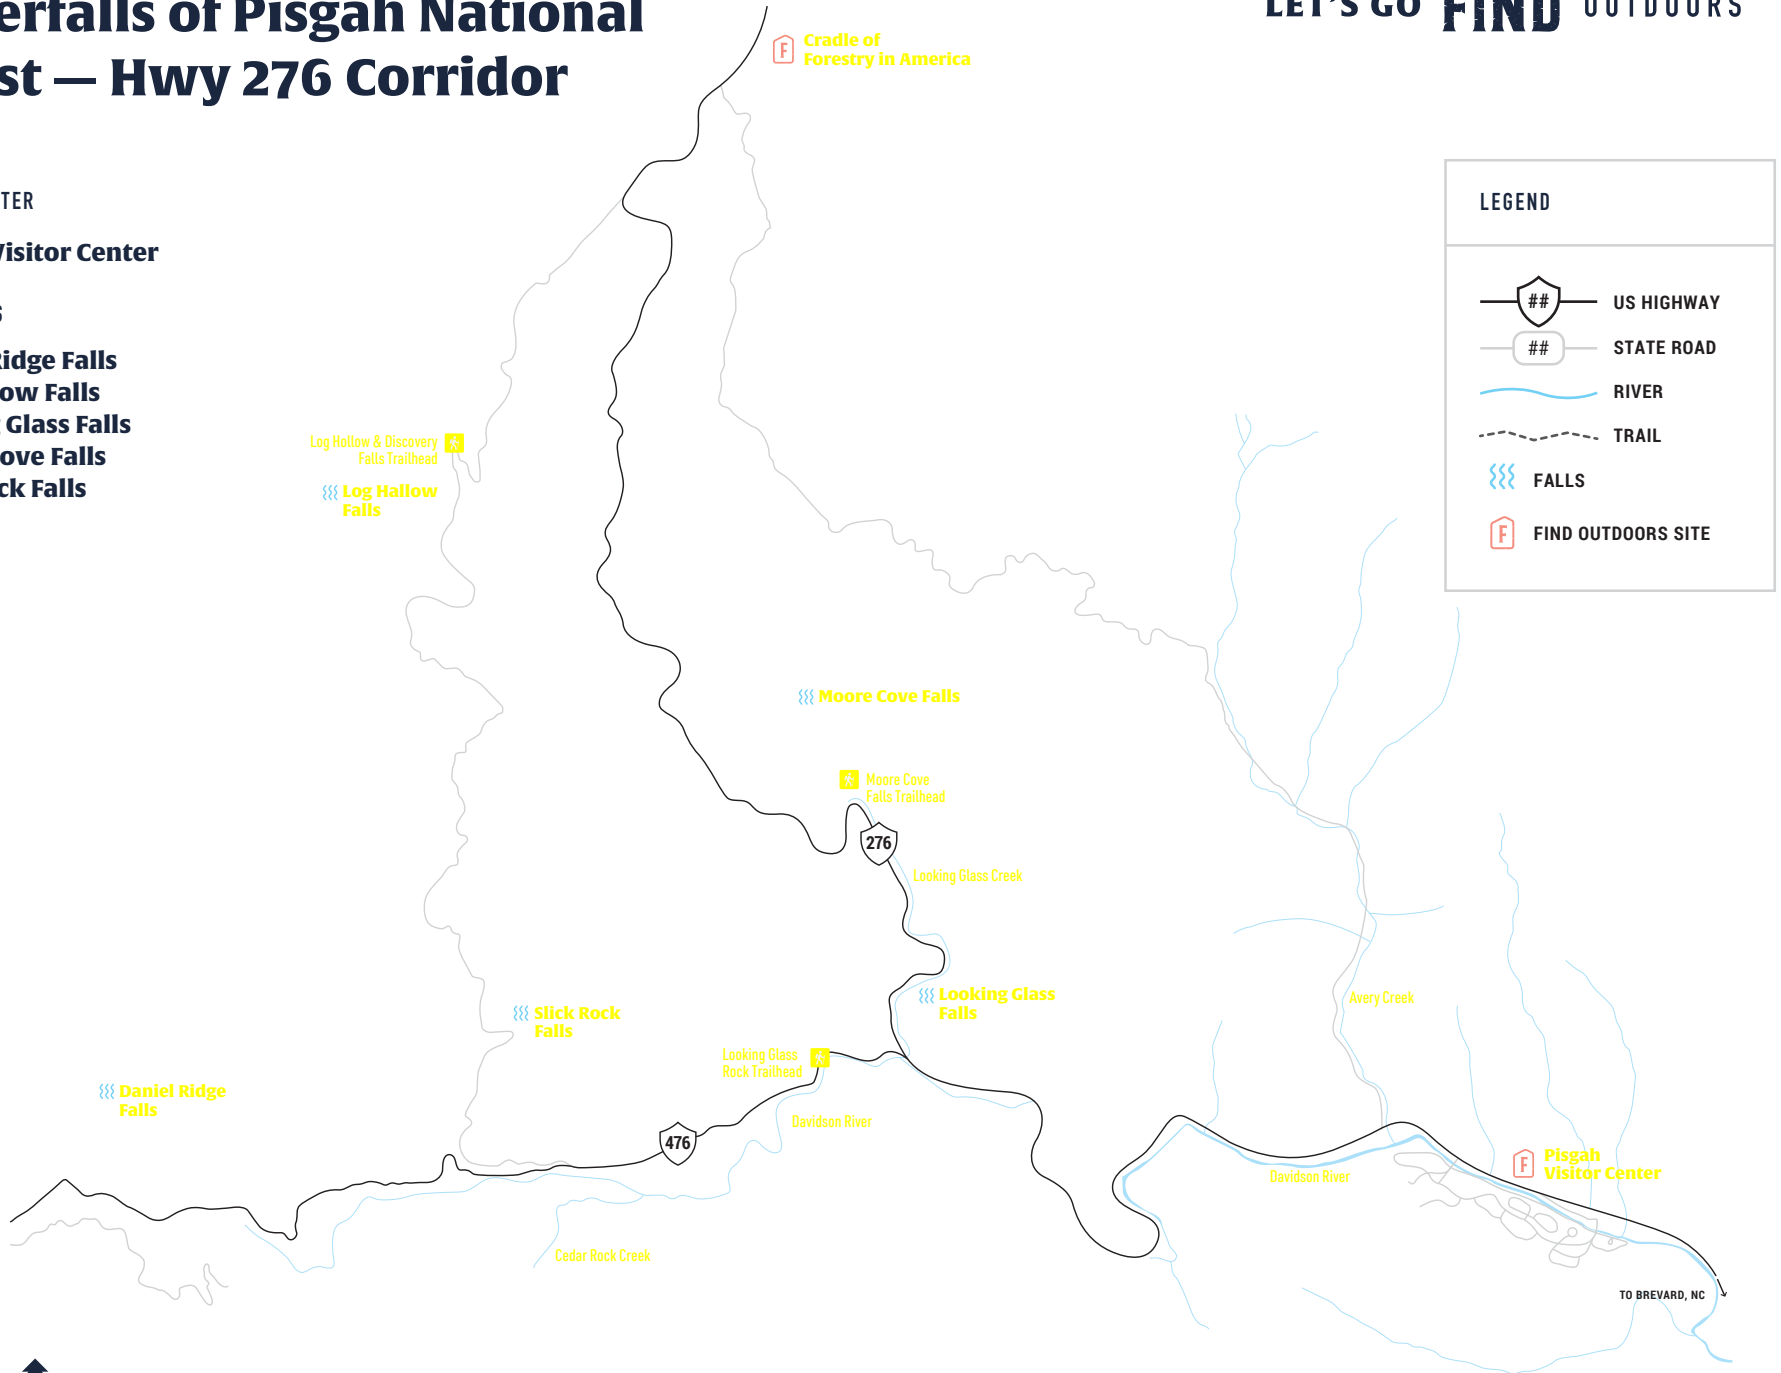 erfalls of Pisgah National
st — Hwy 276 Corridor
LET'S GO FIND OUTDOORS
Cradle of
Forestry in America
TER
Visitor Center
S
Ridge Falls
ow Falls
g Glass Falls
ove Falls
ck Falls
LEGEND
## US HIGHWAY
## STATE ROAD
RIVER
TRAIL
FALLS
F FIND OUTDOORS SITE
Log Hollow & Discovery
Falls Trailhead
Log Hallow
Falls
Moore Cove Falls
Moore Cove
Falls Trailhead
276
Looking Glass Creek
Looking Glass
Falls
Avery Creek
Slick Rock
Falls
Looking Glass
Rock Trailhead
Daniel Ridge
Falls
Davidson River
476
Pisgah
Visitor Center
Davidson River
Cedar Rock Creek
TO BREVARD, NC